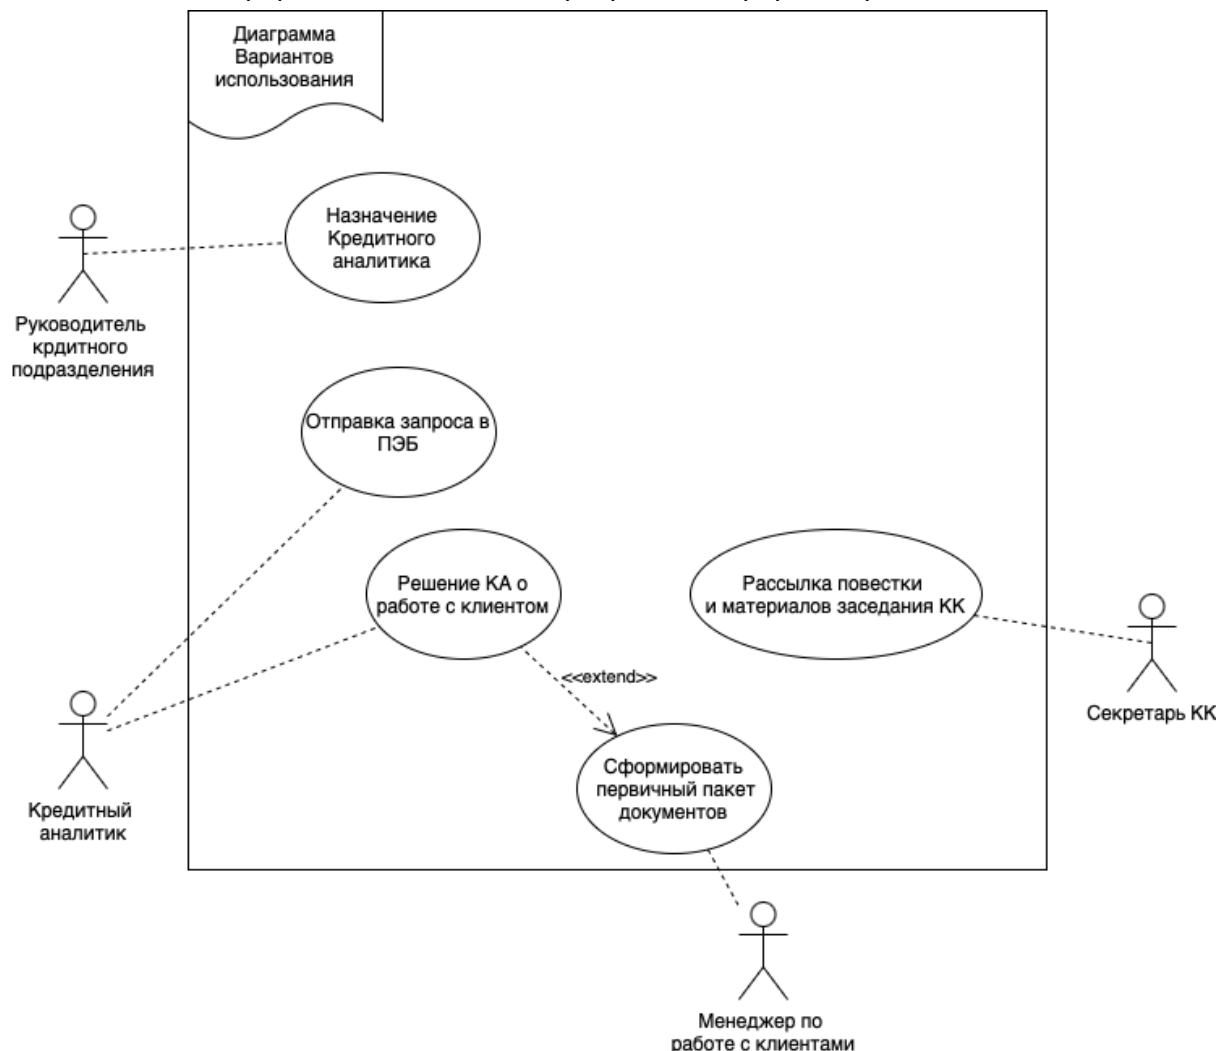 Диаграмма
Вариантов
использования
Назначение
Кредитного
аналитика
Руководитель
крдитного
подразделения
Отправка запроса в
ПЭБ
Решение КА о
работе с клиентом
Рассылка повестки
и материалов заседания КК
<<extend>>
Секретарь КК
Сформировать
первичный пакет
документов
Кредитный
аналитик
Менеджер по
работе с клиентами